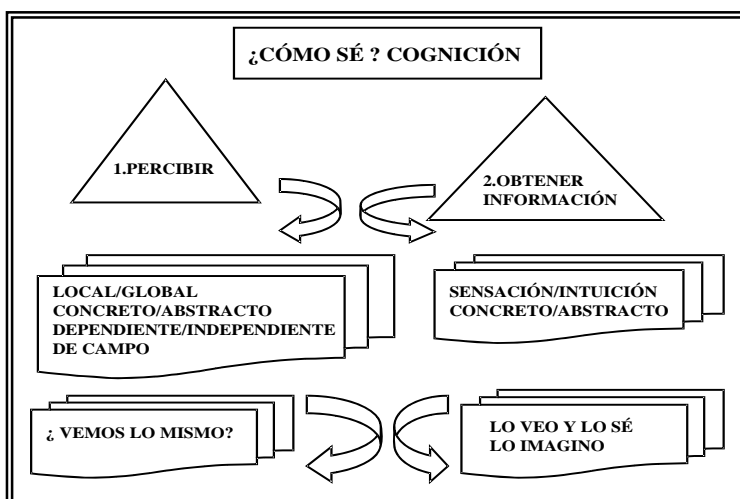 ¿CÓMO SÉ ? COGNICIÓN
1.PERCIBIR
2.OBTENER
INFORMACIÓN
LOCAL/GLOBAL
CONCRETO/ABSTRACTO
DEPENDIENTE/INDEPENDIENTE
DE CAMPO
SENSACIÓN/INTUICIÓN
CONCRETO/ABSTRACTO
¿ VEMOS LO MISMO?
LO VEO Y LO SÉ
LO IMAGINO